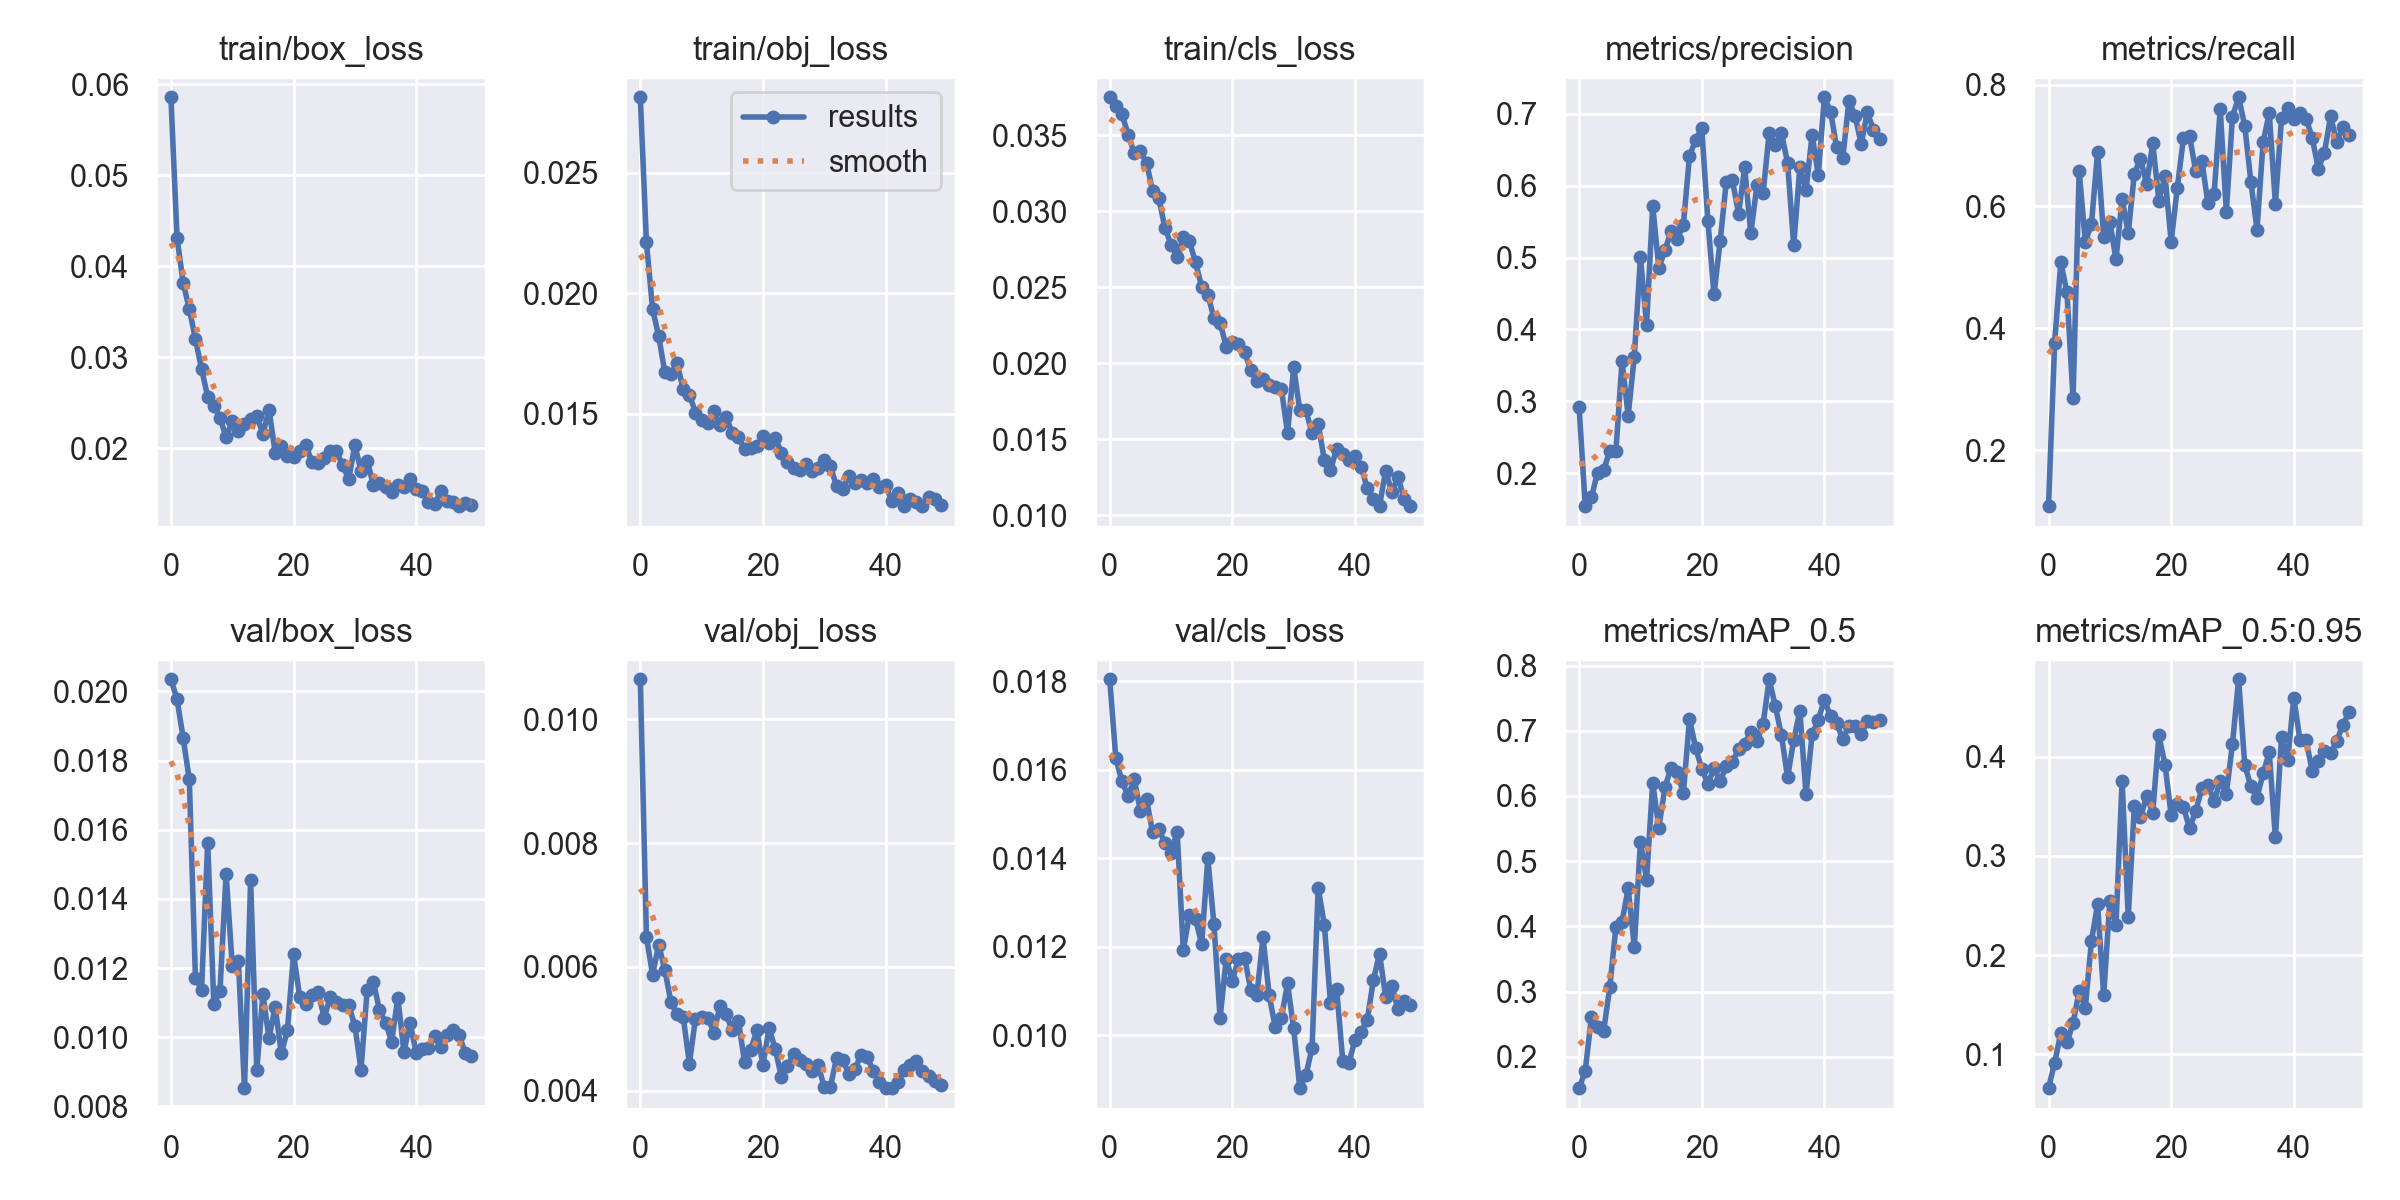 train/box_loss
0.06
0.05
0.04
0.03
0.02
0 20 40
train/obj_loss
results
smooth
0.025
0.020
0.015
0 20 40
train/cls_loss
0.035
0.030
0.025
0.020
0.015
0.010
0 20 40
metrics/precision
0.7
0.6
0.5
0.4
0.3
0.2
0 20 40
metrics/recall
0.8
0.6
0.4
0.2
0 20 40
val/box_loss
0.020
0.018
0.016
0.014
0.012
0.010
0.008
0 20 40
val/obj_loss
0.010
0.008
0.006
0.004
0 20 40
val/cls_loss
0.018
0.016
0.014
0.012
0.010
0 20 40
metrics/mAP_0.5
0.8
0.7
0.6
0.5
0.4
0.3
0.2
0 20 40
metrics/mAP_0.5:0.95
0.4
0.3
0.2
0.1
0 20 40